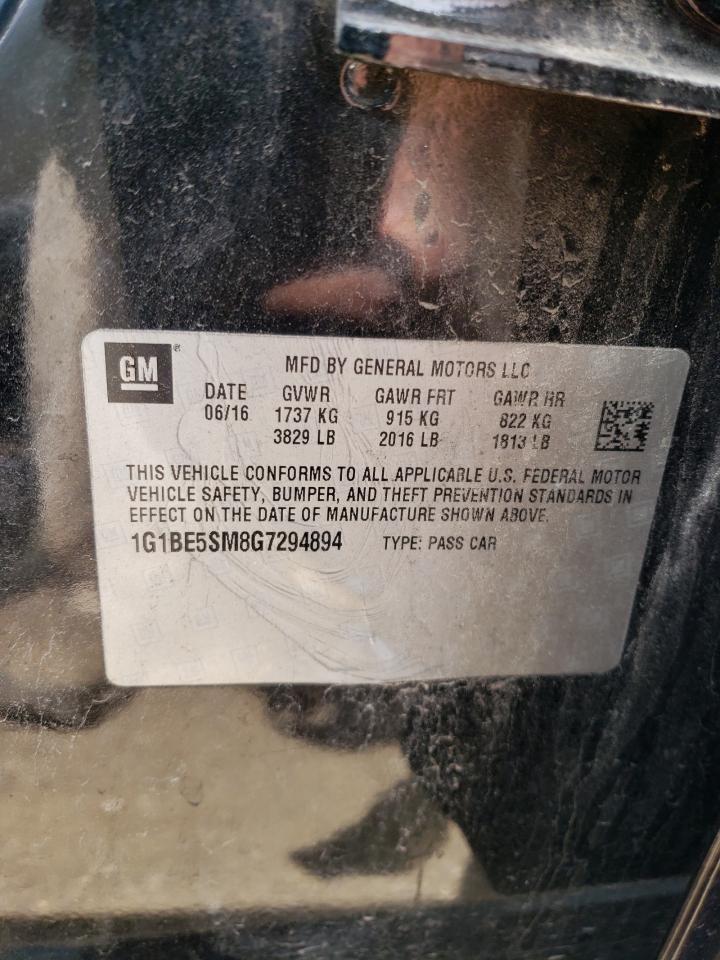 GM®
MFD BY GENERAL MOTORS LLC
DATE GVWR GAWR FRT GAWR RR
06/16 1737 KG 915 KG 822 KG
3829 LB 2016 LB 1813 LB
THIS VEHICLE CONFORMS TO ALL APPLICABLE U.S. FEDERAL MOTOR
VEHICLE SAFETY, BUMPER, AND THEFT PREVENTION STANDARDS IN
EFFECT ON THE DATE OF MANUFACTURE SHOWN ABOVE.
1G1BE5SM8G7294894 TYPE: PASS CAR